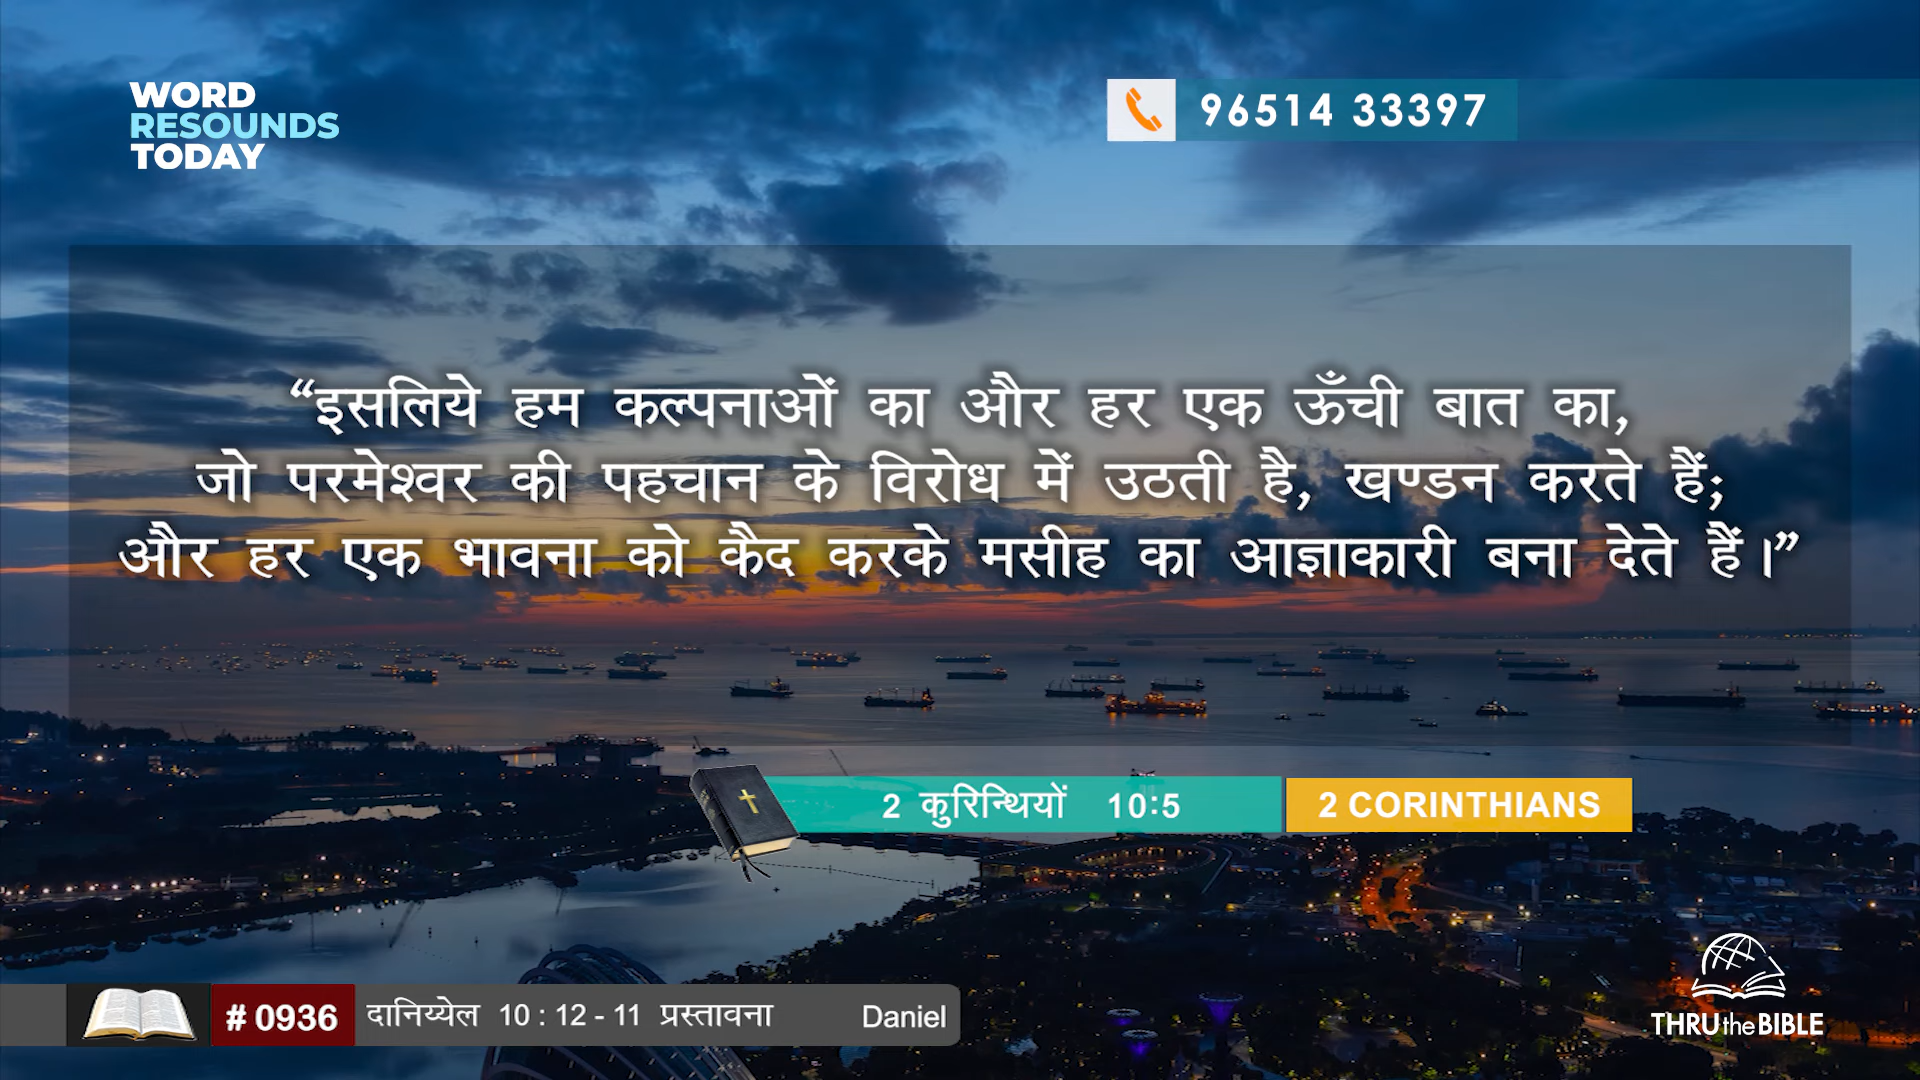 WORD
RESOUNDS
TODAY
96514 33397
“इसलिये हम कल्पनाओं का और हर एक ऊँची बात का,
जो परमेश्वर की पहचान के विरोध में उठती है, खण्डन करते हैं;
और हर एक भावना को कैद करके मसीह का आज्ञाकारी बना देते हैं।”
2 कुरिन्थियों 10:5 2 CORINTHIANS
# 0936 दानिय्येल 10 : 12 - 11 प्रस्तावना Daniel
THRU the BIBLE